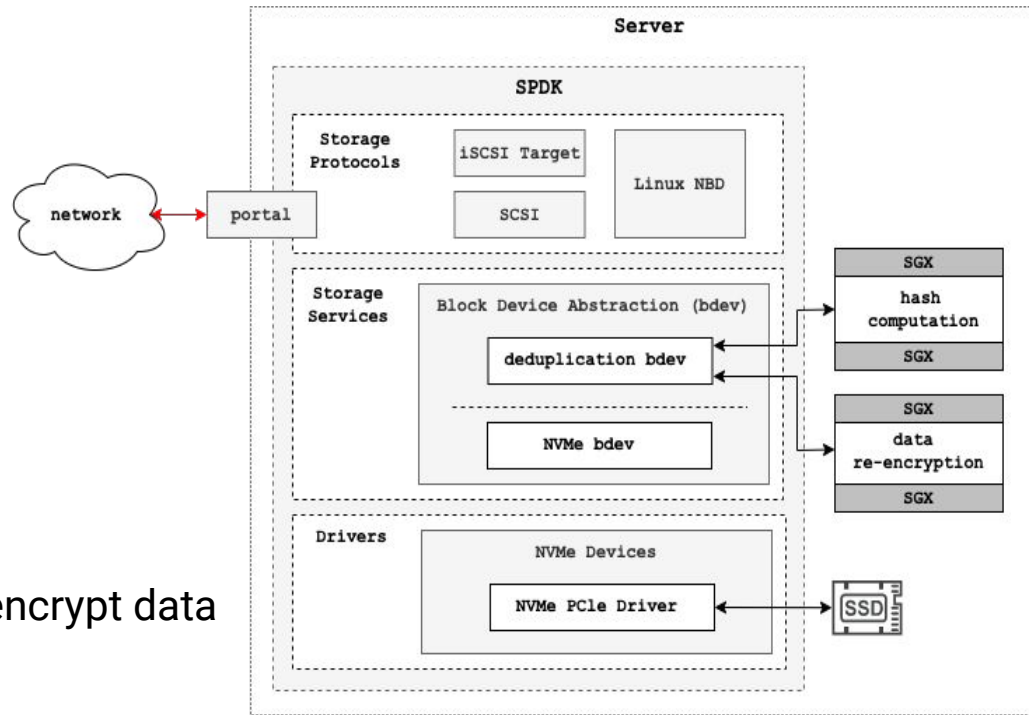 Server
SPDK
Storage
Protocols
iSCSI Target
SCSI
Linux NBD
network
portal
Storage
Services
Block Device Abstraction (bdev)
deduplication bdev
NVMe bdev
SGX
hash
computation
SGX
SGX
data
re-encryption
SGX
Drivers
NVMe Devices
NVMe PCle Driver
SSD
encrypt data